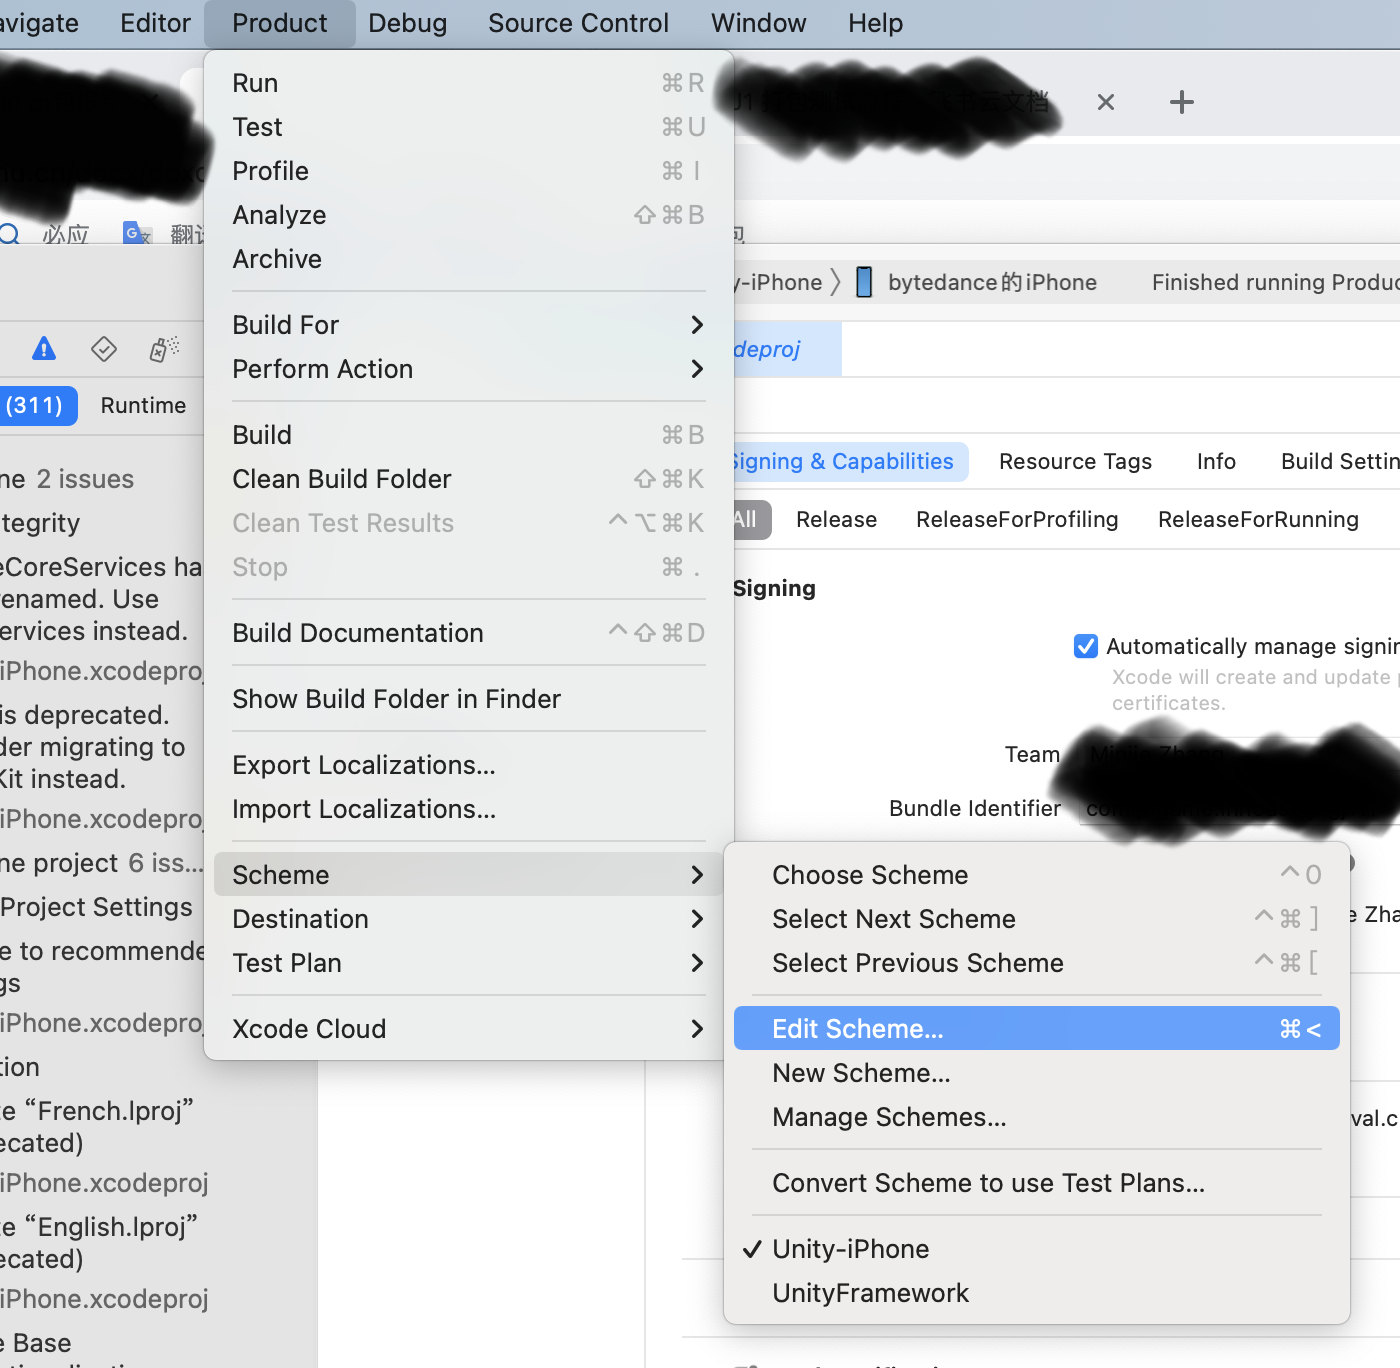 avigate Editor Product Debug Source Control Window Help
必应
Run ⌘R
Test ⌘U
Profile ⌘I
Analyze ⇧⌘B
Archive
Build For
Perform Action
Build ⌘B
Clean Build Folder ⇧⌘K
Clean Test Results ^⌥⌘K
Stop ⌘.
Build Documentation ^⇧⌘D
Show Build Folder in Finder
Export Localizations...
Import Localizations...
Scheme
Destination
Test Plan
Xcode Cloud
Choose Scheme ^0
Select Next Scheme ^⌘]
Select Previous Scheme ^⌘[
Edit Scheme... ⌘<
New Scheme...
Manage Schemes...
Convert Scheme to use Test Plans...
✓ Unity-iPhone
UnityFramework
y-iPhone 〉 bytedance的iPhone Finished running Produc
deproj
Signing & Capabilities Resource Tags Info Build Settin
All Release ReleaseForProfiling ReleaseForRunning
Signing
Automatically manage signin
Xcode will create and update p
certificates.
Team
Bundle Identifier
e Zha
val.c
(311) Runtime
ne 2 issues
tegrity
eCoreServices ha
renamed. Use
ervices instead.
iPhone.xcodeproj
is deprecated.
der migrating to
Kit instead.
iPhone.xcodeproj
ne project 6 iss...
Project Settings
e to recommende
gs
iPhone.xcodeproj
tion
te “French.lproj”
ecated)
iPhone.xcodeproj
te “English.lproj”
ecated)
iPhone.xcodeproj
e Base